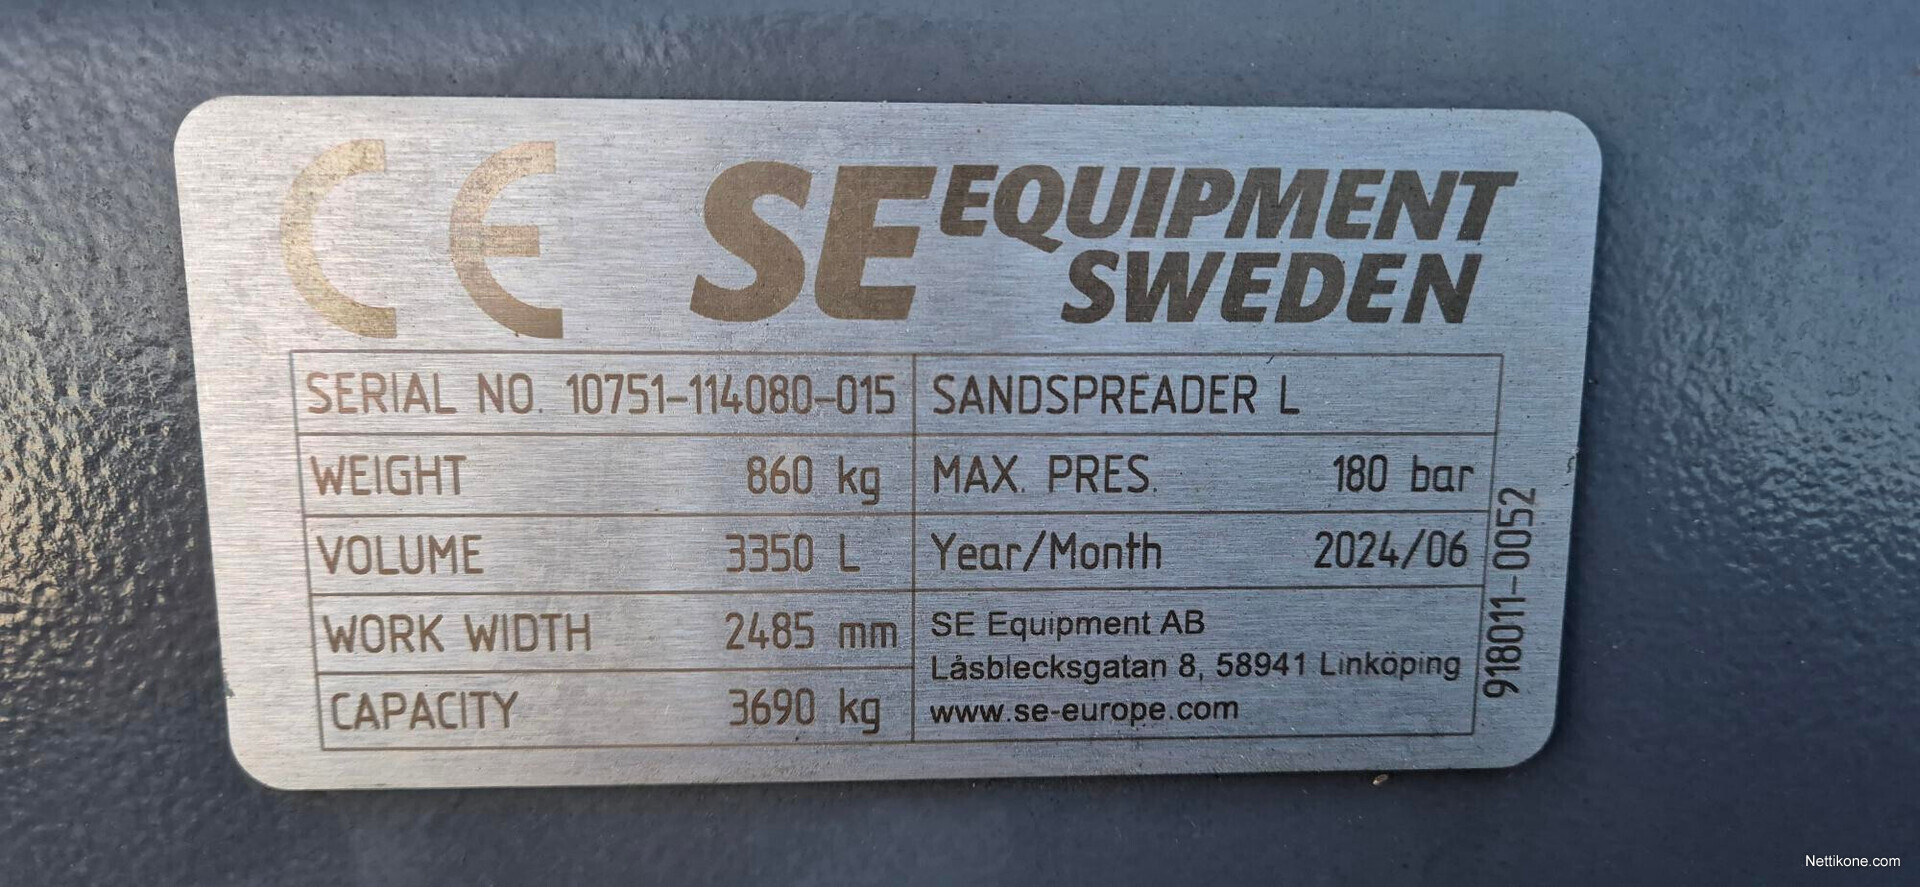 CE
SE EQUIPMENT
SWEDEN
SERIAL NO. 10751-114080-015
SANDSPREADER L
WEIGHT 860 kg
MAX. PRES. 180 bar
VOLUME 3350 L
Year/Month 2024/06
WORK WIDTH 2485 mm
CAPACITY 3690 kg
SE Equipment AB
Låsblecksgatan 8, 58941 Linköping
www.se-europe.com
918011-0052
Nettikone.com